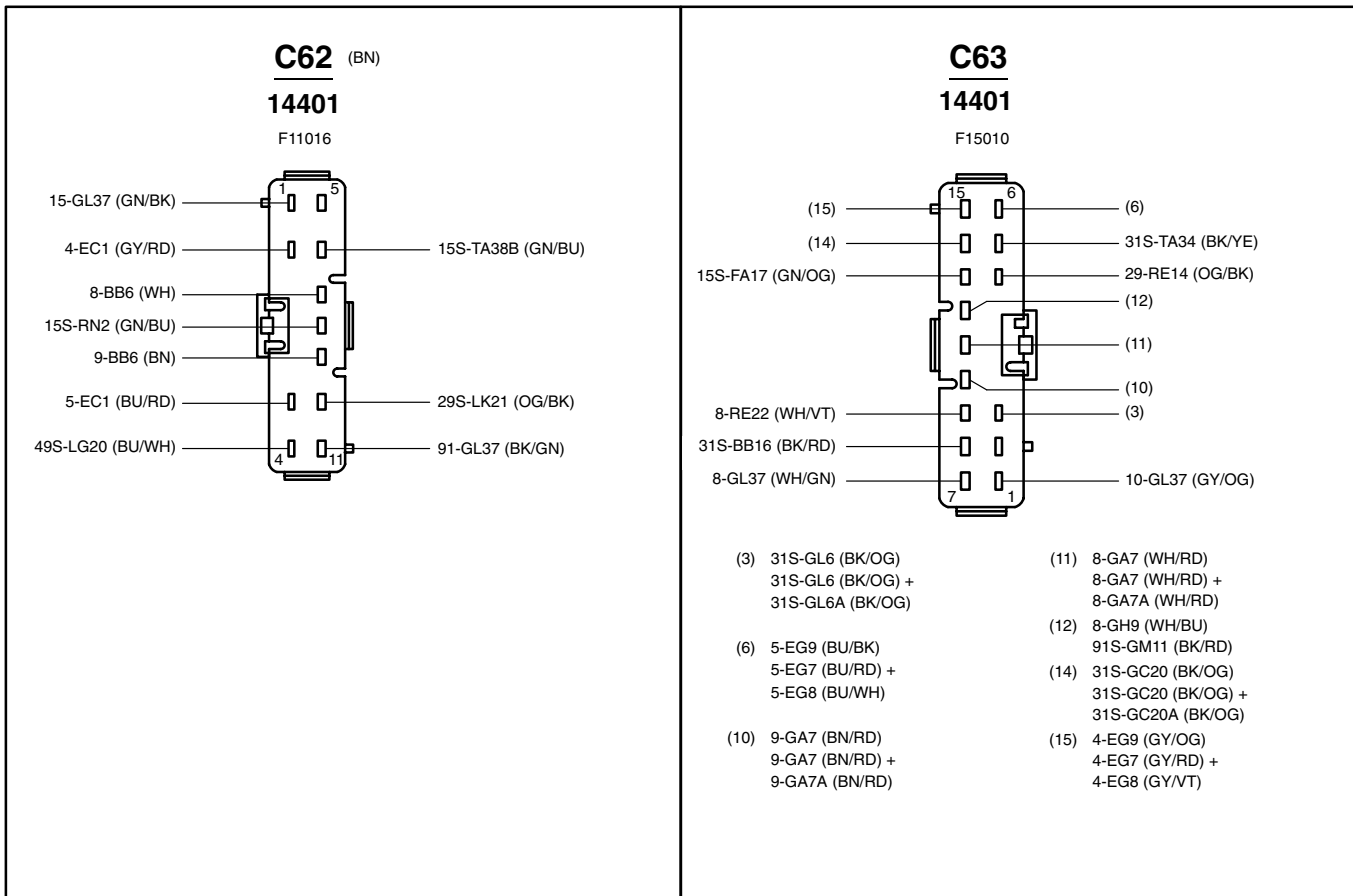 C62 (BN)
14401
F11016
1 5
15-GL37 (GN/BK)
4-EC1 (GY/RD) 15S-TA38B (GN/BU)
8-BB6 (WH)
15S-RN2 (GN/BU)
9-BB6 (BN)
5-EC1 (BU/RD) 29S-LK21 (OG/BK)
49S-LG20 (BU/WH) 91-GL37 (BK/GN)
4 11
C63
14401
F15010
15 6
(15) (6)
(14) 31S-TA34 (BK/YE)
15S-FA17 (GN/OG) 29-RE14 (OG/BK)
(12)
(11)
(10)
8-RE22 (WH/VT) (3)
31S-BB16 (BK/RD)
8-GL37 (WH/GN) 10-GL37 (GY/OG)
7 1
(3) 31S-GL6 (BK/OG)
31S-GL6 (BK/OG) +
31S-GL6A (BK/OG)
(6) 5-EG9 (BU/BK)
5-EG7 (BU/RD) +
5-EG8 (BU/WH)
(10) 9-GA7 (BN/RD)
9-GA7 (BN/RD) +
9-GA7A (BN/RD)
(11) 8-GA7 (WH/RD)
8-GA7 (WH/RD) +
8-GA7A (WH/RD)
(12) 8-GH9 (WH/BU)
91S-GM11 (BK/RD)
(14) 31S-GC20 (BK/OG)
31S-GC20 (BK/OG) +
31S-GC20A (BK/OG)
(15) 4-EG9 (GY/OG)
4-EG7 (GY/RD) +
4-EG8 (GY/VT)